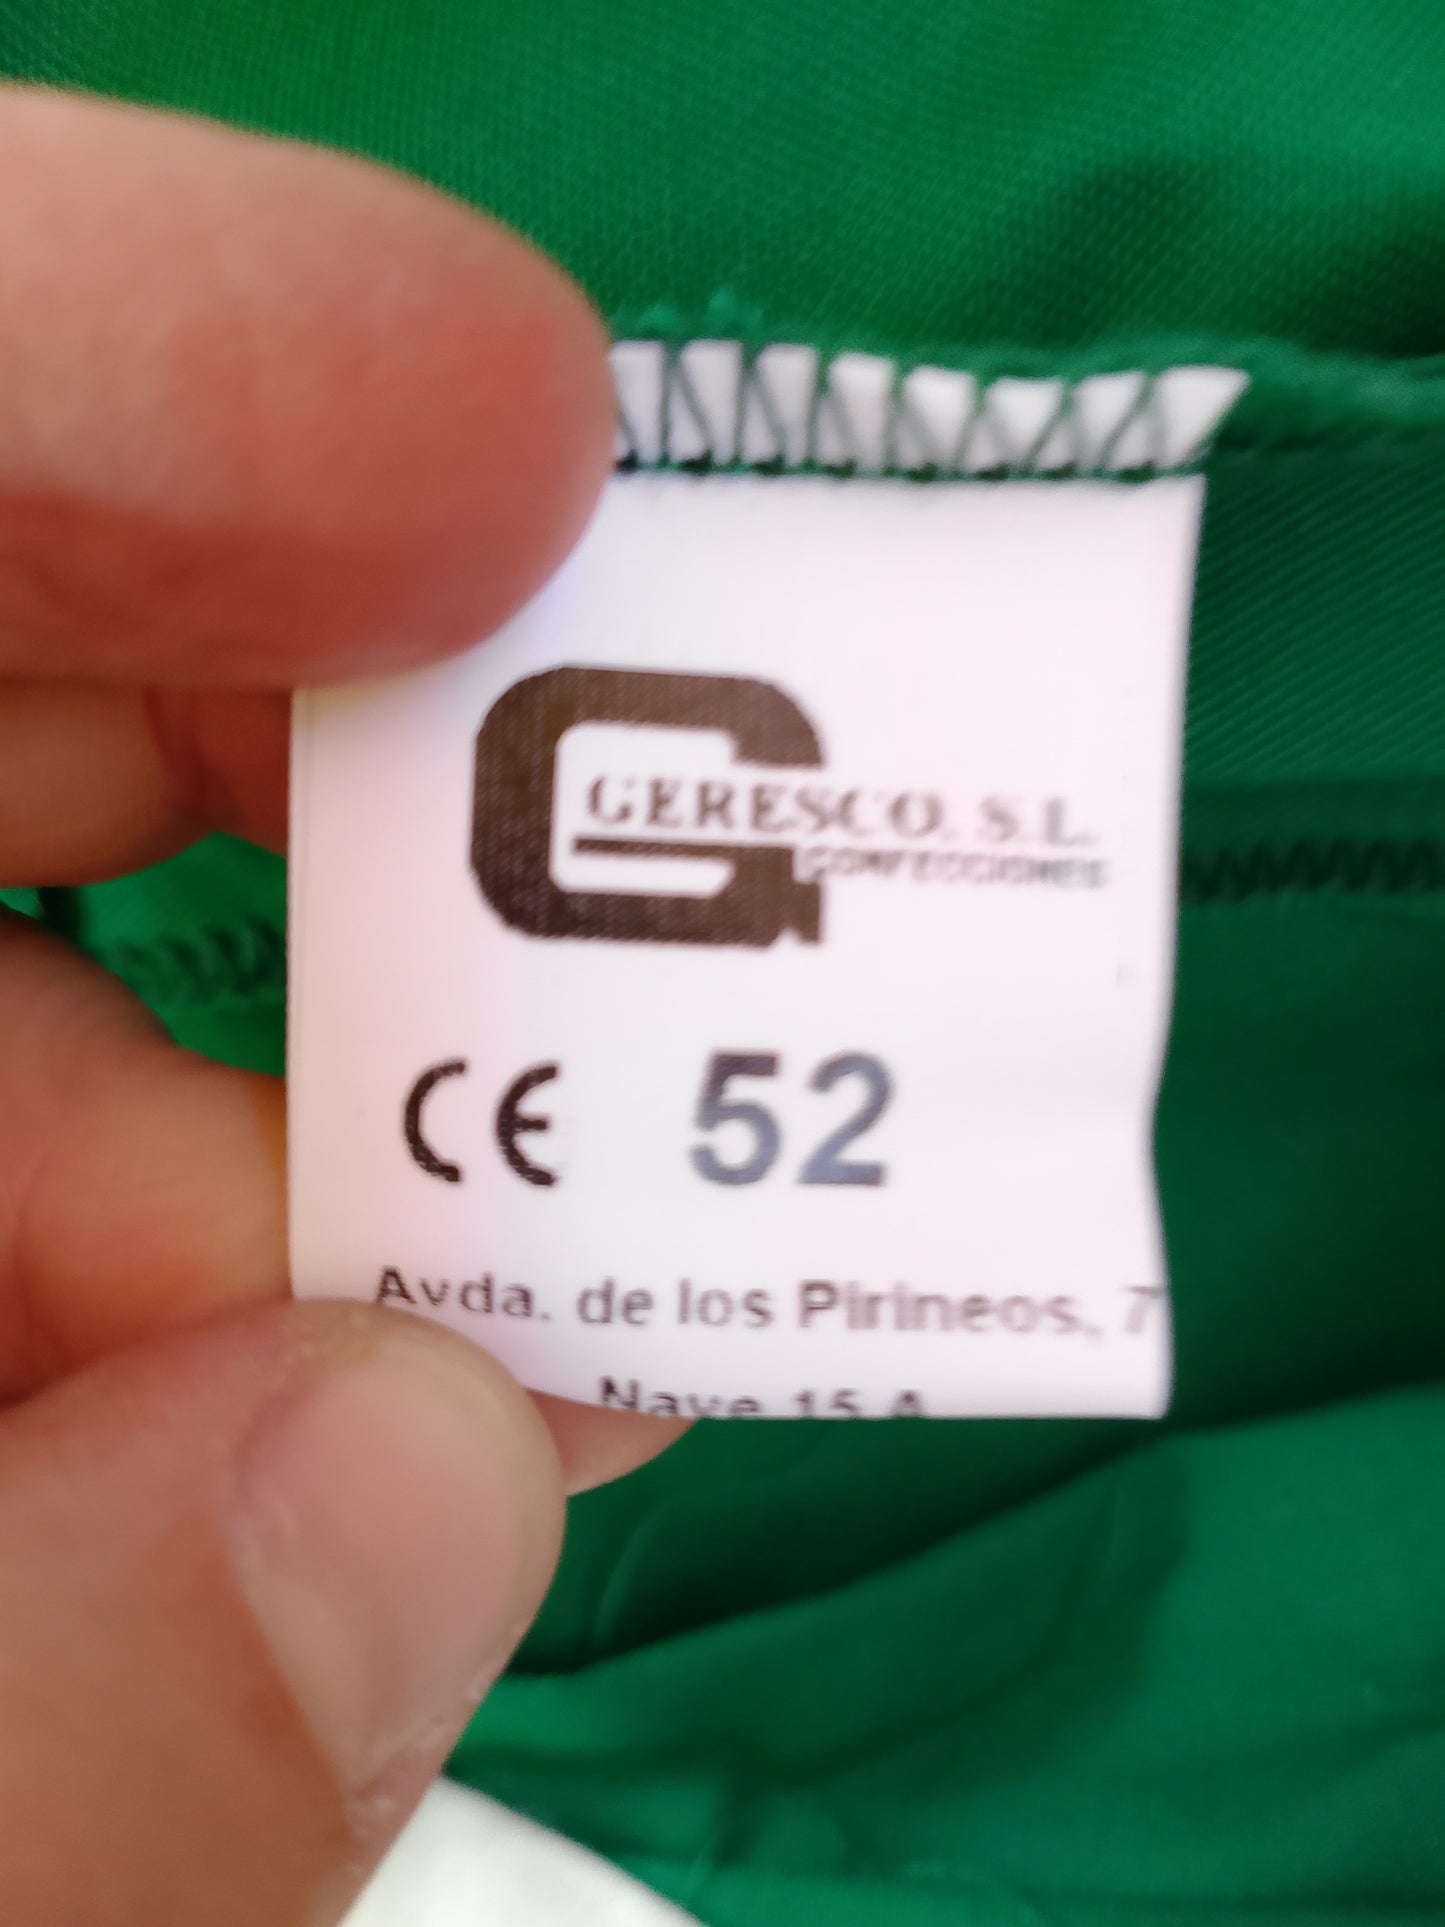 GERESCO. S.L.
CONFECCIONES
CE 52
Avda. de los Pirineos, 7
Nave 15 A